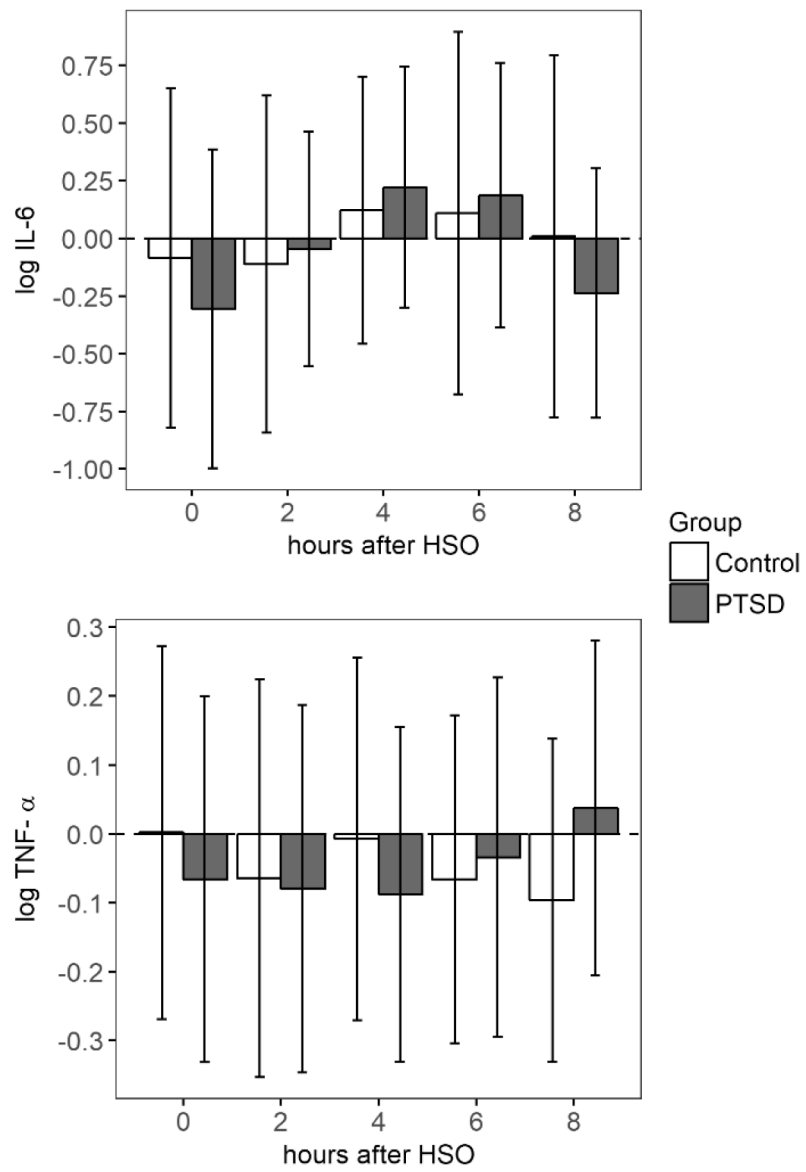 0.75
0.50
0.25
0.00
-0.25
-0.50
-0.75
-1.00
log IL-6
0 2 4 6 8
hours after HSO
Group
Control
PTSD
0.3
0.2
0.1
0.0
-0.1
-0.2
-0.3
log TNF- α
0 2 4 6 8
hours after HSO